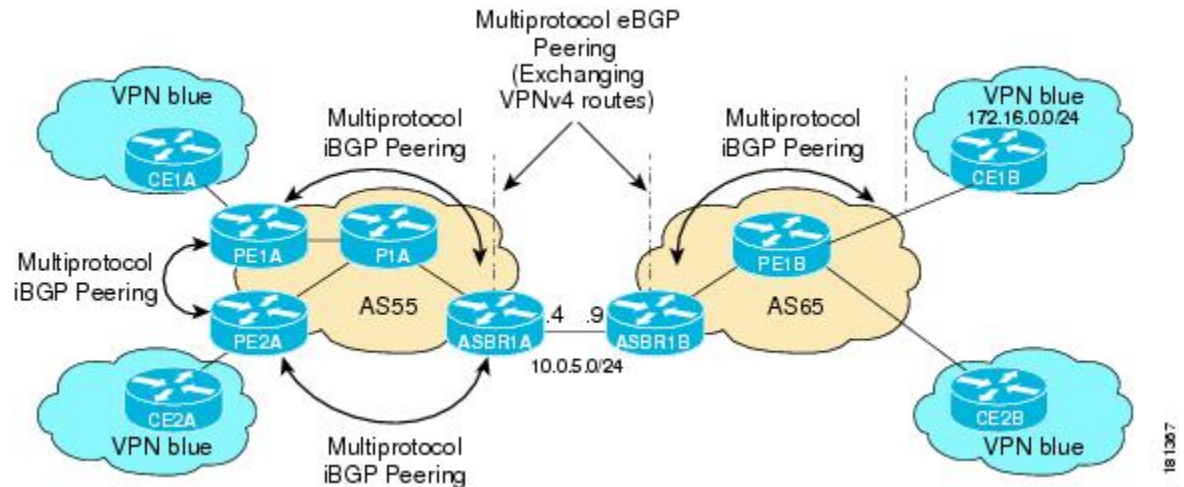 Multiprotocol eBGP
Peering
(Exchanging
VPNv4 routes)
VPN blue
CE1A
Multiprotocol
iBGP Peering
Multiprotocol
iBGP Peering
VPN blue
172.16.0.0/24
CE1B
PE1A
P1A
PE1B
Multiprotocol
iBGP Peering
AS55
AS65
PE2A
ASBR1A
.4
.9
ASBR1B
10.0.5.0/24
CE2A
VPN blue
Multiprotocol
iBGP Peering
CE2B
VPN blue
181367